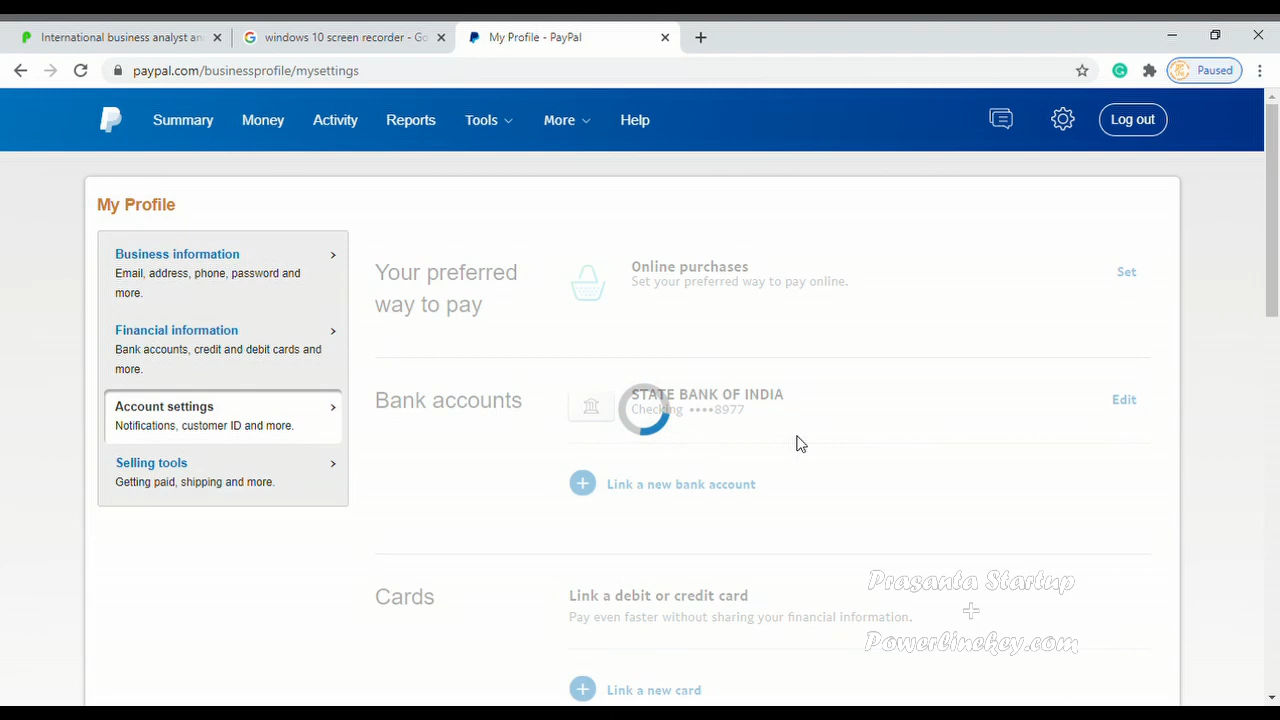 International business analyst an
windows 10 screen recorder - Go
My Profile - PayPal
paypal.com/businessprofile/mysettings
Paused
Summary
Money
Activity
Reports
Tools
More
Help
Log out
My Profile
Business information
Email, address, phone, password and
more.
Financial information
Bank accounts, credit and debit cards and
more.
Account settings
Notifications, customer ID and more.
Selling tools
Getting paid, shipping and more.
Your preferred
way to pay
Online purchases
Set your preferred way to pay online.
Set
Bank accounts
STATE BANK OF INDIA
Checking ••••8977
Edit
Link a new bank account
Cards
Link a debit or credit card
Pay even faster without sharing your financial information.
Link a new card
Prasanta Startup
+
Powerlinekey.com